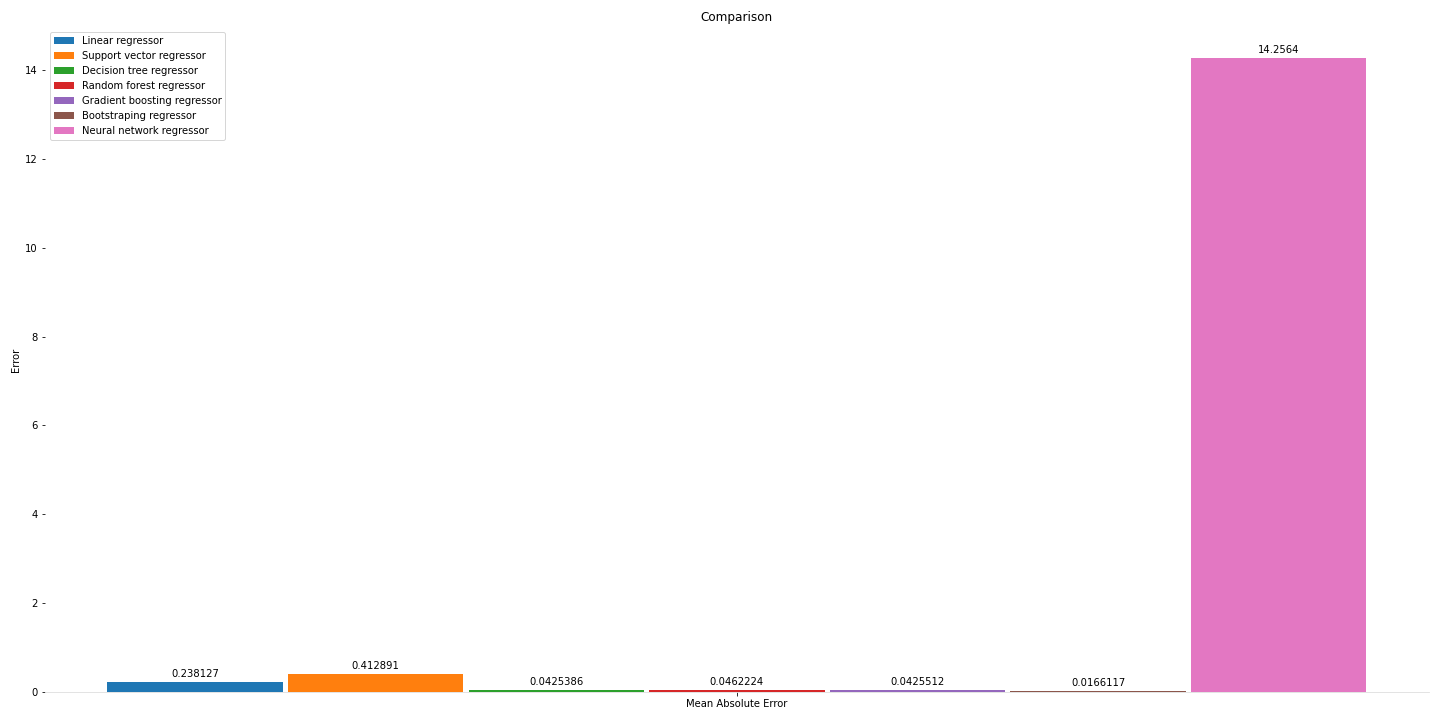 Comparison
Linear regressor
Support vector regressor
Decision tree regressor
Random forest regressor
Gradient boosting regressor
Bootstraping regressor
Neural network regressor
14.2564
14
12
10
8
Error
6
4
2
0
0.238127
0.412891
0.0425386
0.0462224
0.0425512
0.0166117
Mean Absolute Error